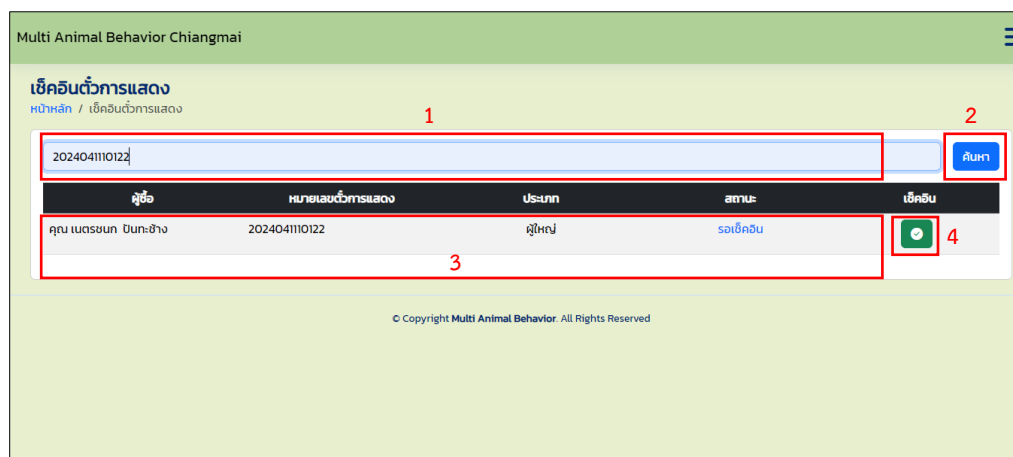 Multi Animal Behavior Chiangmai
เช็คอินตั๋วการแสดง
หน้าหลัก / เช็คอินตั๋วการแสดง
1
2
2024041110122
ค้นหา
ผู้ซื้อ หมายเลขตั๋วการแสดง ประเภท สถานะ เช็คอิน
คุณ เนตรชนก ปันทะช้าง 2024041110122 ผู้ใหญ่ รอเช็คอิน
4
3
© Copyright Multi Animal Behavior. All Rights Reserved